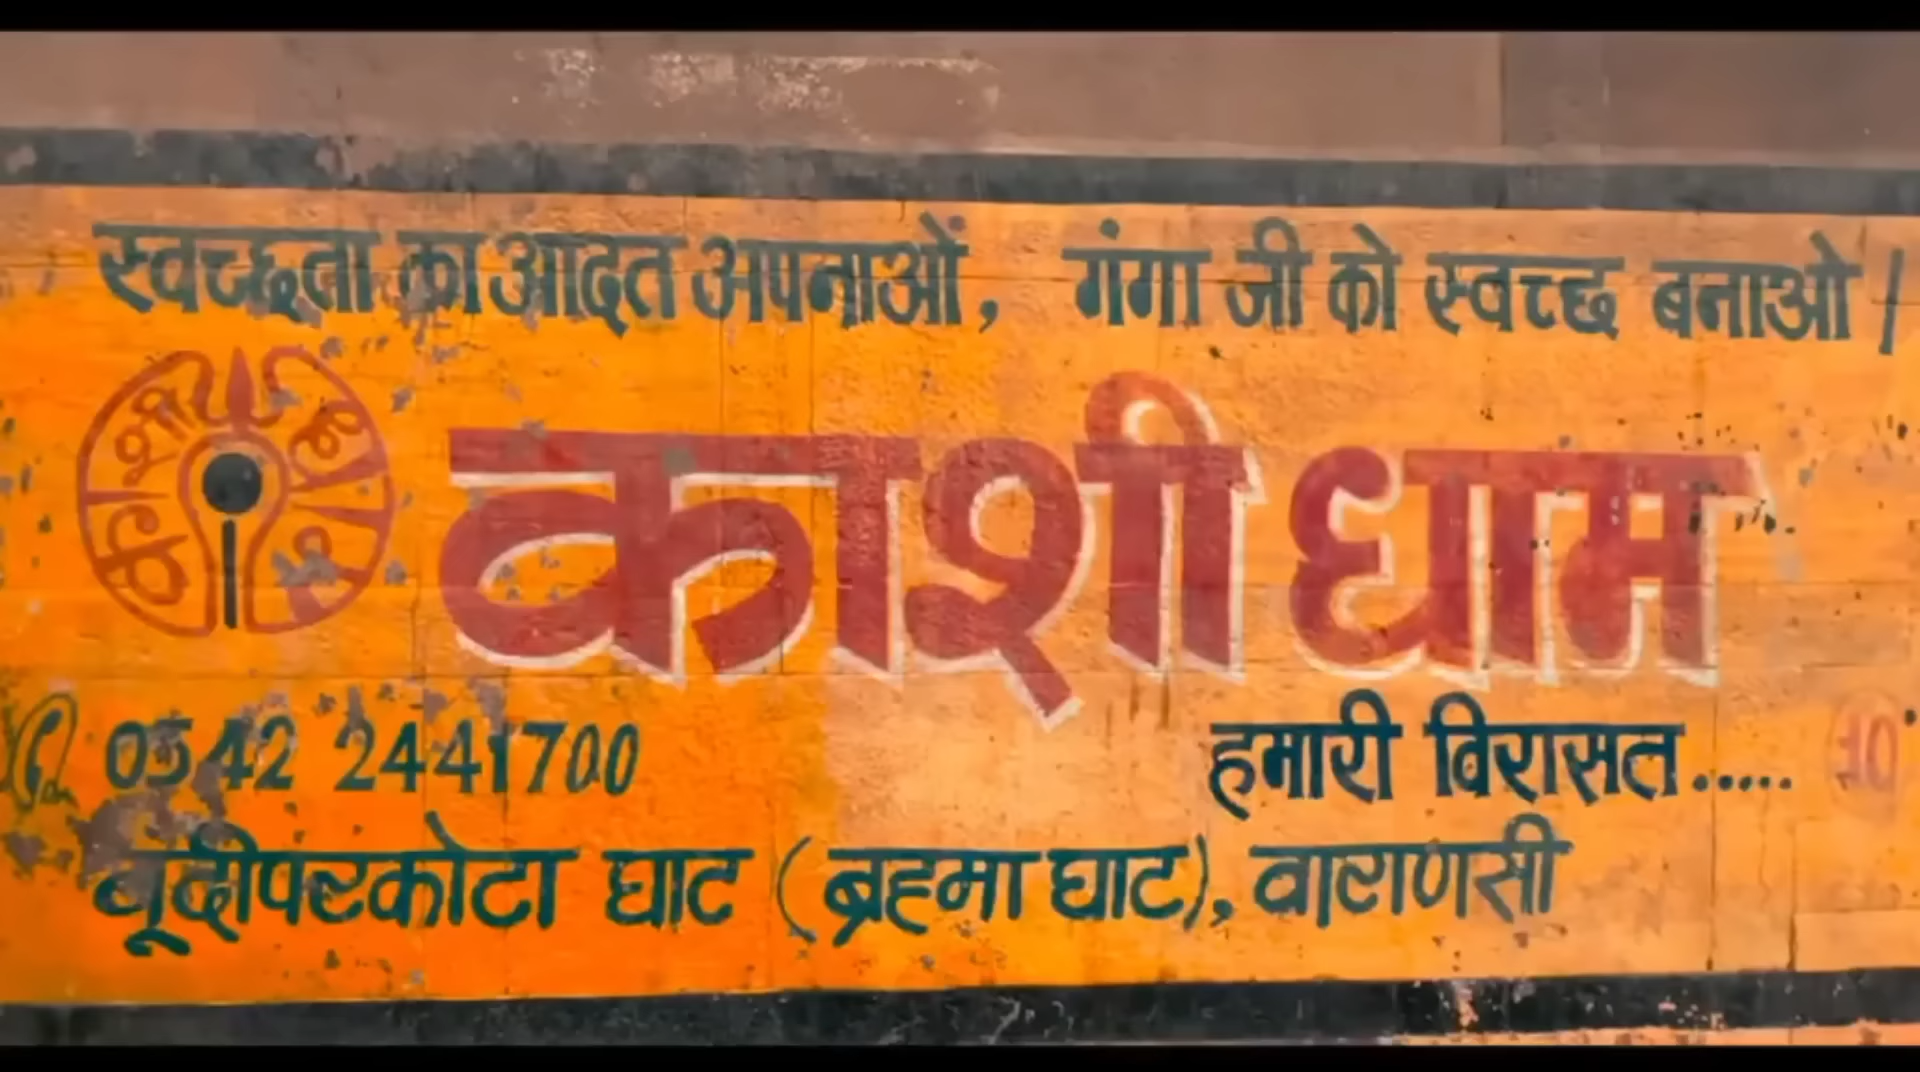 स्वच्छता का आदत अपनाओं, गंगा जी को स्वच्छ बनाओ |
काशी धाम
0542 2441700
हमारी विरासत.....
बूदीपरकोटा घाट (ब्रह्मा घाट), वाराणसी